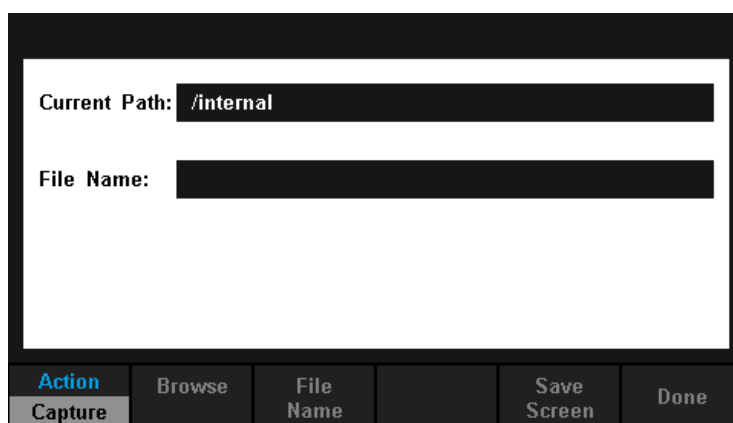 Current Path: /internal
File Name:
Action
Capture
Browse
File
Name
Save
Screen
Done